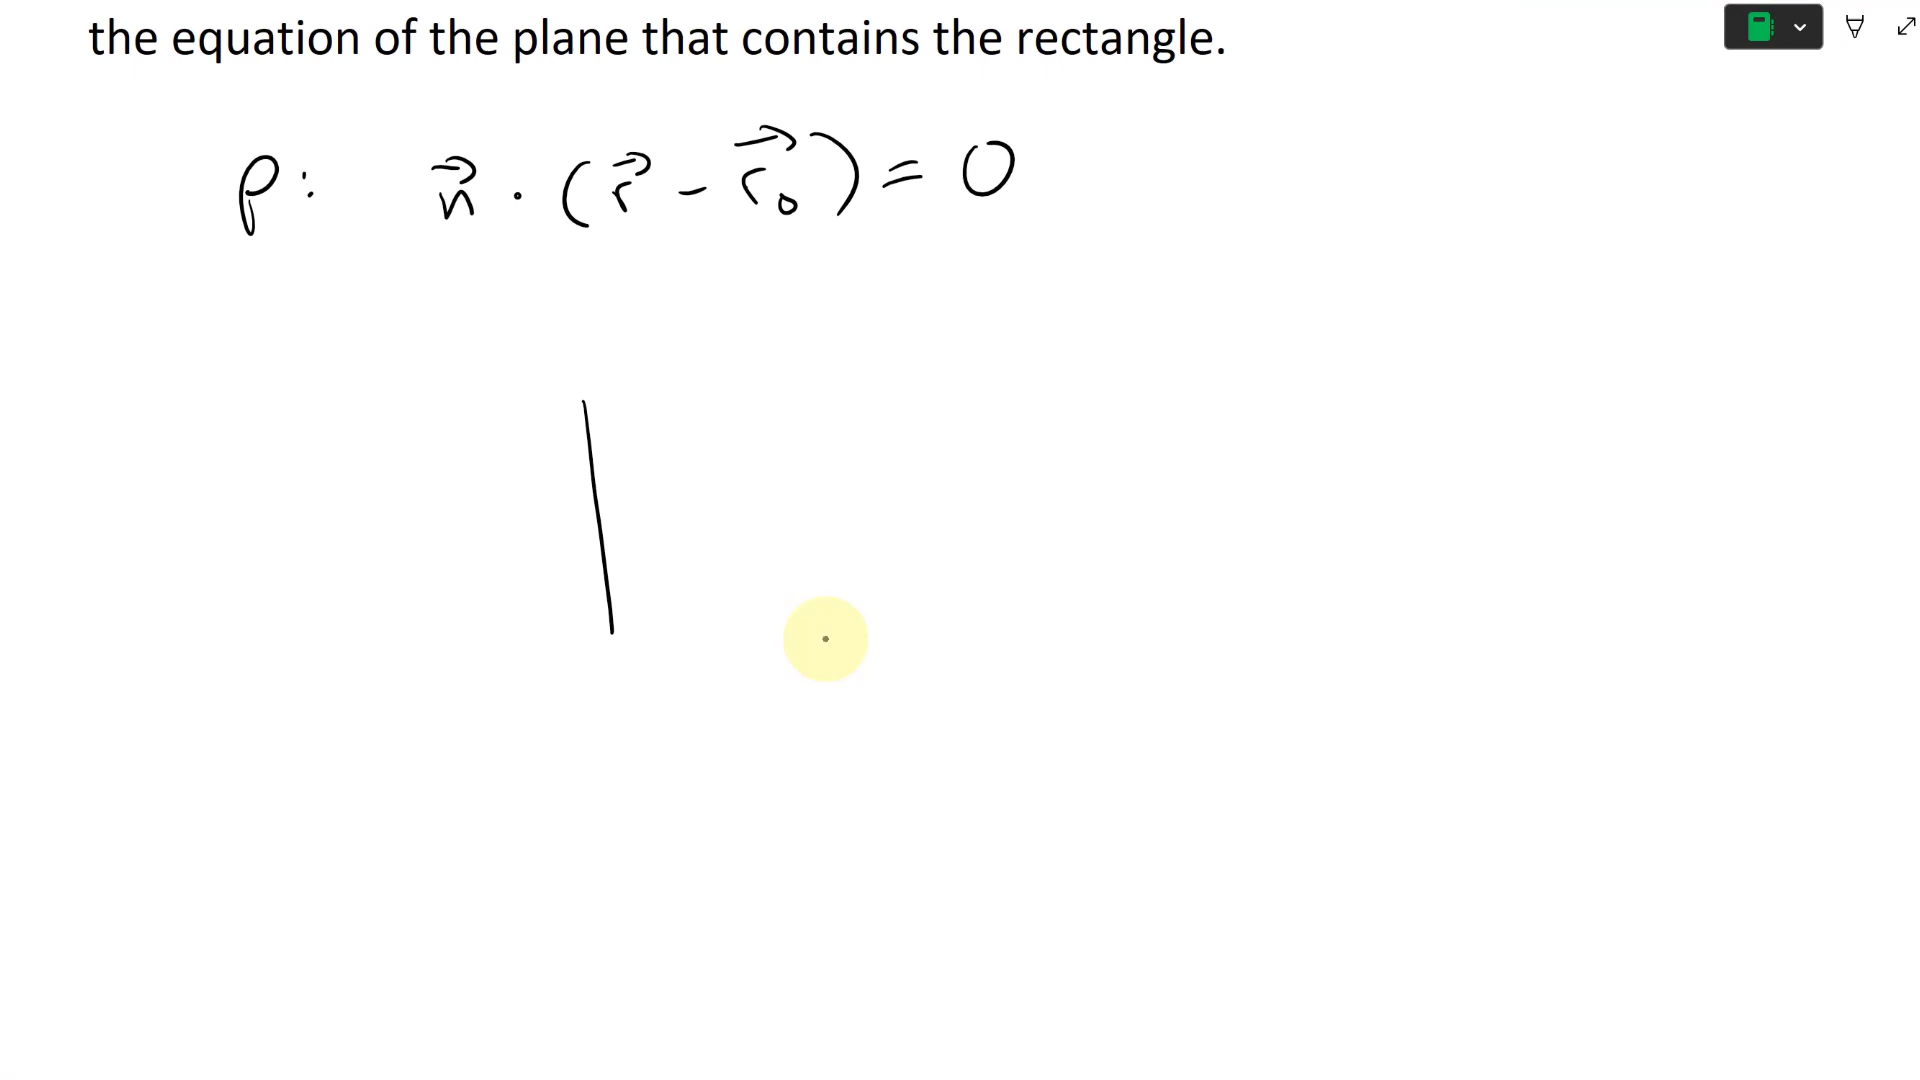 the equation of the plane that contains the rectangle.
p: n⃗ · (r⃗ - r⃗₀) = 0